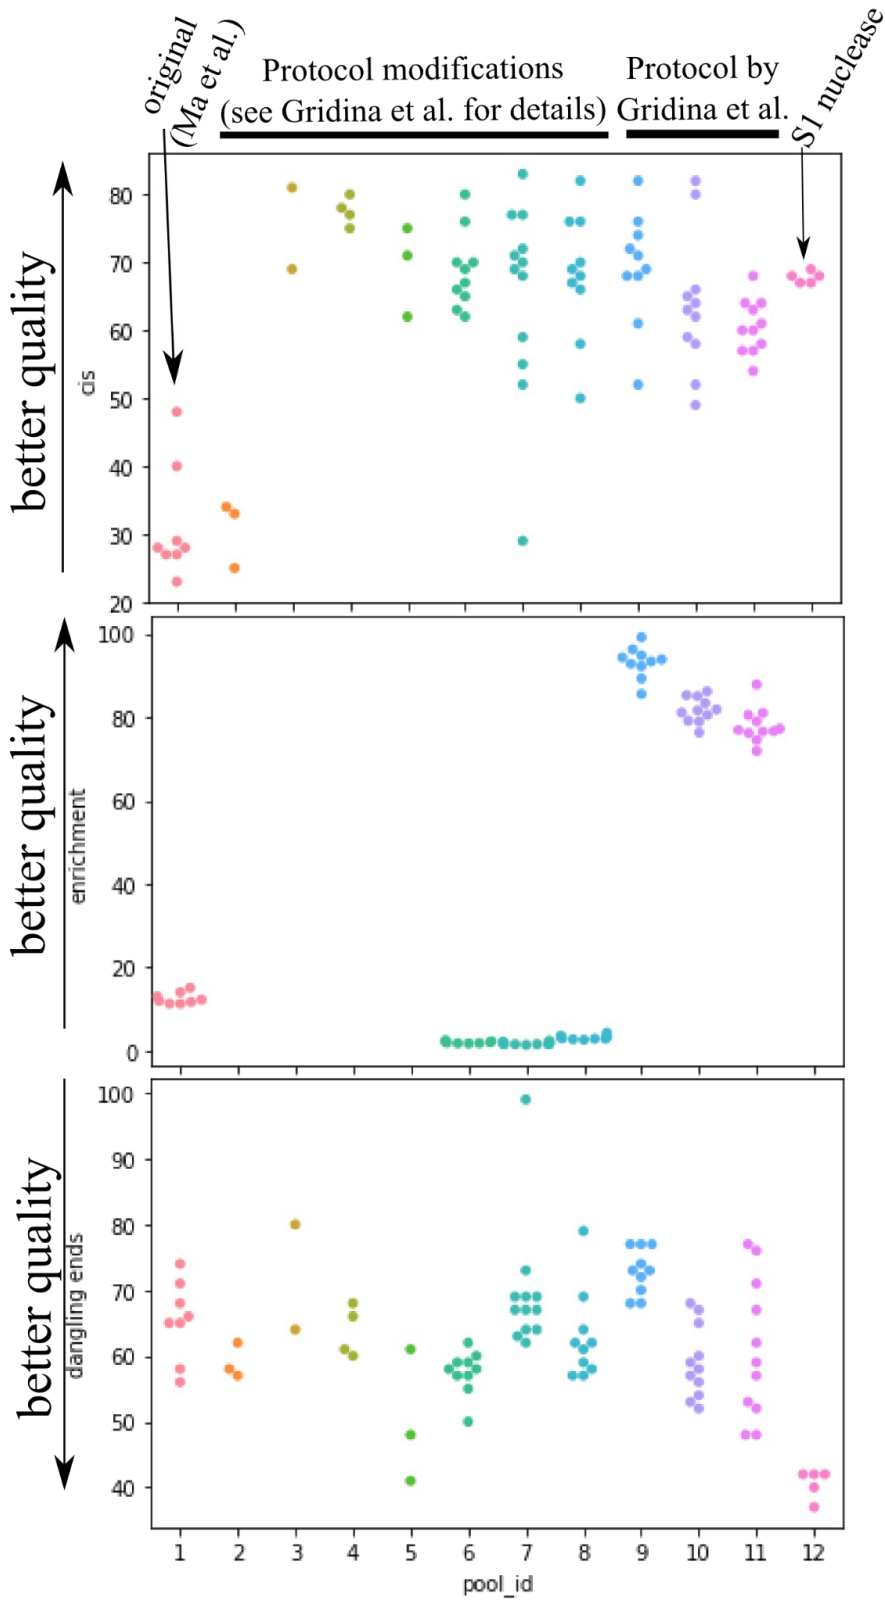 original
(Ma et al.)
Protocol modifications
(see Gridina et al. for details)
Protocol by
Gridina et al.
S1 nuclease
better quality
cis
80
70
60
50
40
30
20
better quality
enrichment
100
80
60
40
20
0
better quality
dangling ends
100
90
80
70
60
50
40
1 2 3 4 5 6 7 8 9 10 11 12
pool_id